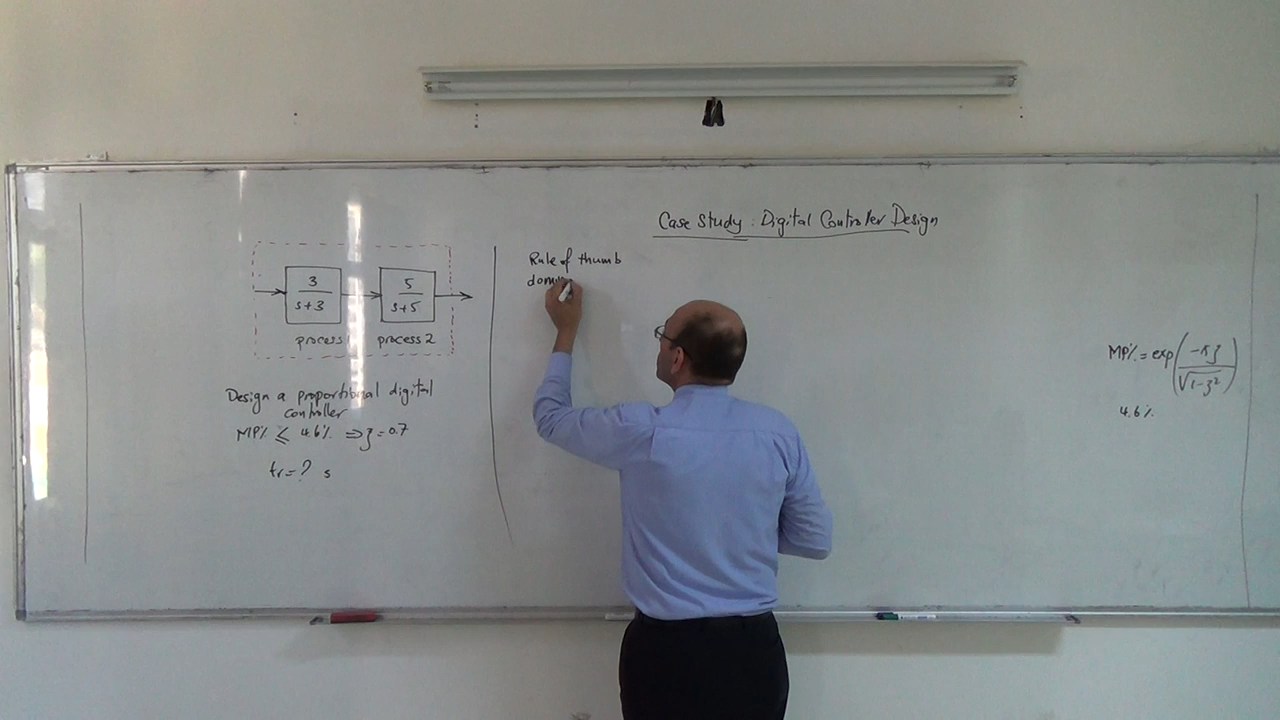 Case Study : Digital Controller Design
3
s+3
5
s+5
process 1
process 2
Design a proportional digital
controller
MP% ≤ 4.6% ⇒ ζ = 0.7
tr = ? s
Rule of thumb
dom
MP% = exp(-πζ / √1-ζ²)
4.6%